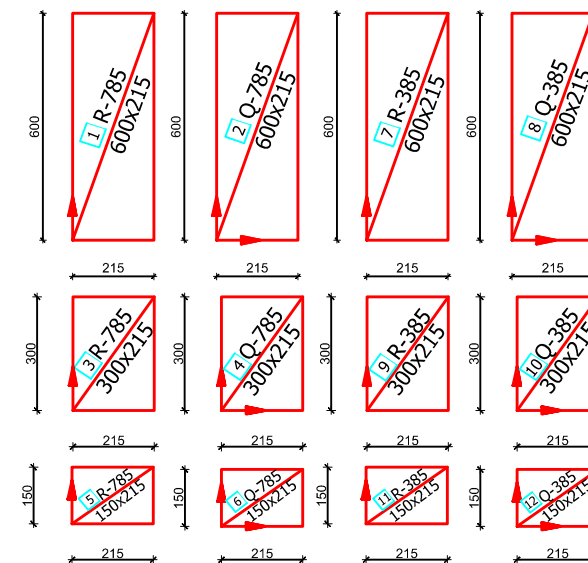 600
1 R-785
600x215
215
600
2 Q-785
600x215
215
600
7 R-385
600x215
215
600
8 Q-385
600x215
215
300
3 R-785
300x215
215
300
4 Q-785
300x215
215
300
9 R-385
300x215
215
300
10 Q-385
300x215
215
150
5 R-785
150x215
215
150
6 Q-785
150x215
215
150
11 R-385
150x215
215
150
12 Q-385
150x215
215